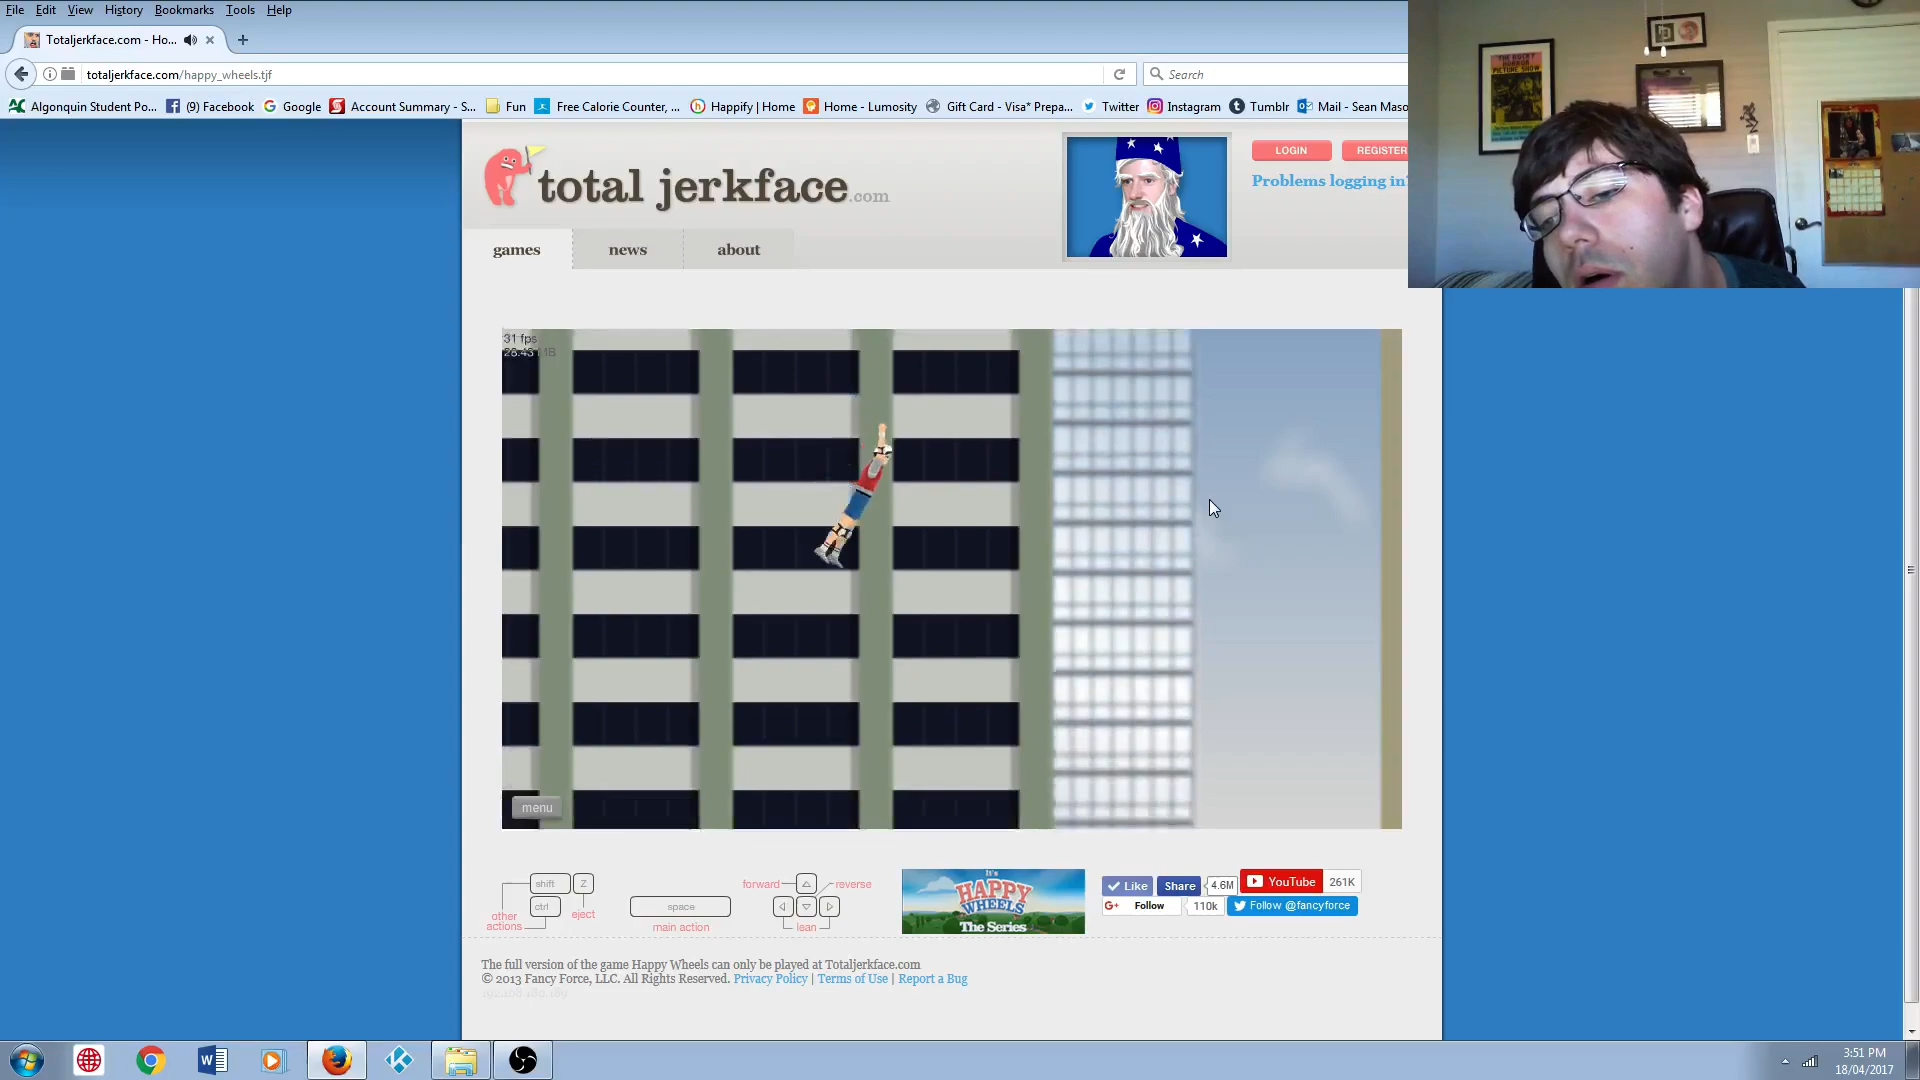 File Edit View History Bookmarks Tools Help
Totaljerkface.com - Ho...
totaljerkface.com/happy_wheels.tjf
Search
Algonquin Student Po... (9) Facebook Google Account Summary - S... Fun Free Calorie Counter, ... Happify | Home Home - Lumosity Gift Card - Visa* Prepa... Twitter Instagram Tumblr Mail - Sean Maso
THE ROCKY HORROR PICTURE SHOW
total jerkface.com
LOGIN REGISTER
Problems logging in?
games news about
31 fps
menu
shift Z
ctrl
other actions
eject
space
main action
forward reverse
lean
It's
HAPPY WHEELS
The Series
Like Share 4.6M YouTube 261K
G+ Follow 110k Follow @fancyforce
The full version of the game Happy Wheels can only be played at Totaljerkface.com
© 2013 Fancy Force, LLC. All Rights Reserved. Privacy Policy | Terms of Use | Report a Bug
3:51 PM
18/04/2017